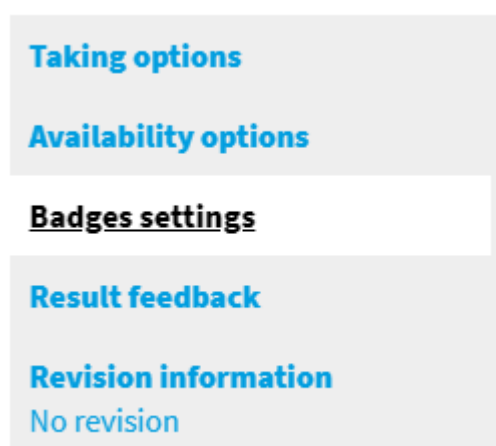 Taking options
Availability options
Badges settings
Result feedback
Revision information
No revision